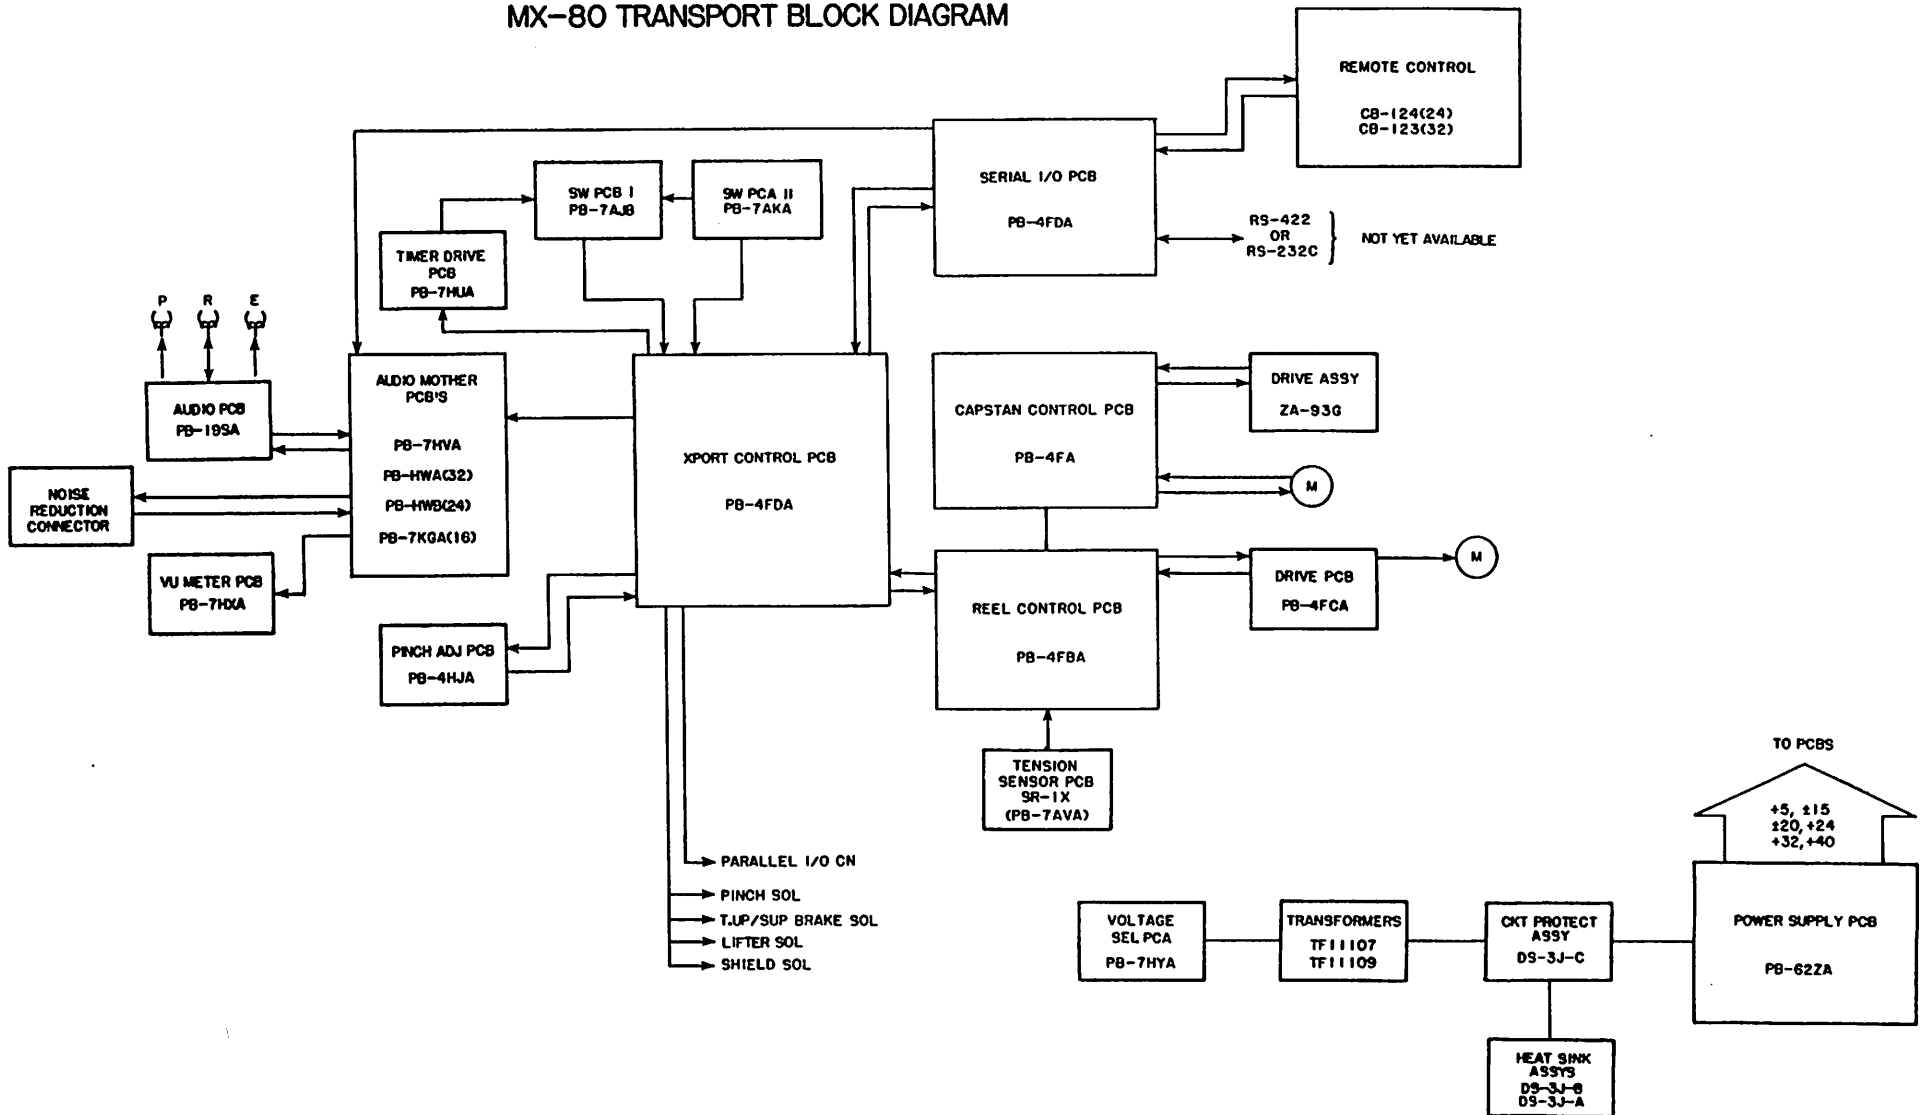 MX-80 TRANSPORT BLOCK DIAGRAM
REMOTE CONTROL
CB-124(24)
CB-123(32)
SERIAL I/O PCB
PB-4FDA
RS-422
OR
RS-232C
NOT YET AVAILABLE
SW PCB I
PB-7AJB
SW PCA II
PB-7AKA
TIMER DRIVE
PCB
PB-7HUA
P
R
E
AUDIO PCB
PB-19SA
AUDIO MOTHER
PCB'S
PB-7HVA
PB-HWA(32)
PB-HWB(24)
PB-7KGA(16)
NOISE
REDUCTION
CONNECTOR
VU METER PCB
PB-7HXA
XPORT CONTROL PCB
PB-4FDA
PINCH ADJ PCB
PB-4HJA
CAPSTAN CONTROL PCB
PB-4FA
DRIVE ASSY
ZA-93G
M
REEL CONTROL PCB
PB-4FBA
DRIVE PCB
PB-4FCA
M
TENSION
SENSOR PCB
SR-1X
(PB-7AVA)
PARALLEL I/O CN
PINCH SOL
T.UP/SUP BRAKE SOL
LIFTER SOL
SHIELD SOL
TO PCBS
+5, ±15
±20, +24
+32, +40
VOLTAGE
SEL PCA
PB-7HYA
TRANSFORMERS
TF11107
TF11109
CKT PROTECT
ASSY
DS-3J-C
POWER SUPPLY PCB
PB-62ZA
HEAT SINK
ASSYS
DS-3J-B
DS-3J-A